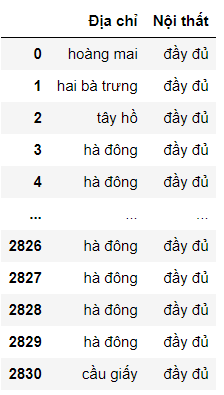 Địa chỉ Nội thất
0 hoàng mai đầy đủ
1 hai bà trưng đầy đủ
2 tây hồ đầy đủ
3 hà đông đầy đủ
4 hà đông đầy đủ
... ... ...
2826 hà đông đầy đủ
2827 hà đông đầy đủ
2828 hà đông đầy đủ
2829 hà đông đầy đủ
2830 cầu giấy đầy đủ